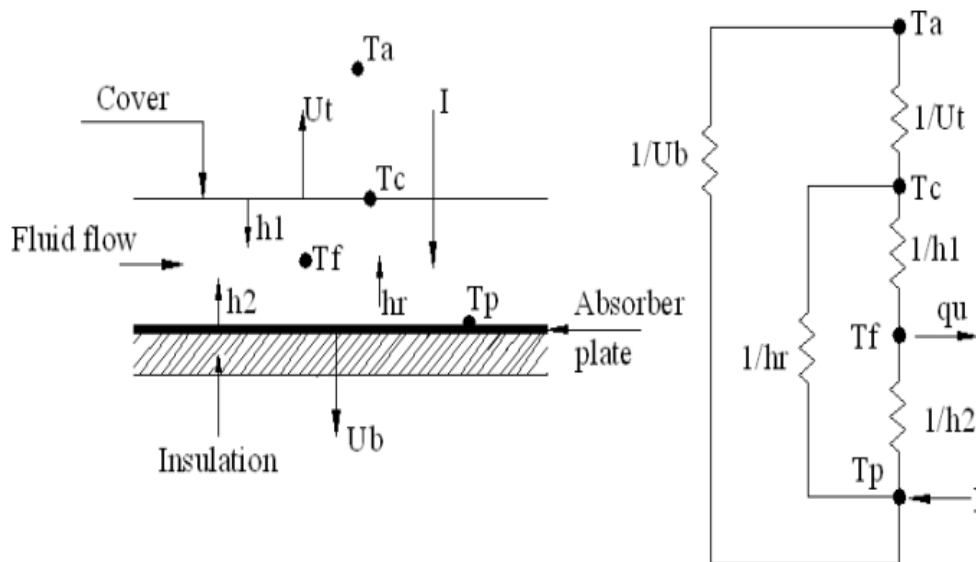 Ta
Cover
Ut
I
Tc
h1
Fluid flow
Tf
h2
hr
Tp
Absorber
plate
Ub
Insulation
Ta
1/Ut
1/Ub
Tc
1/h1
qu
Tf
1/hr
1/h2
Tp